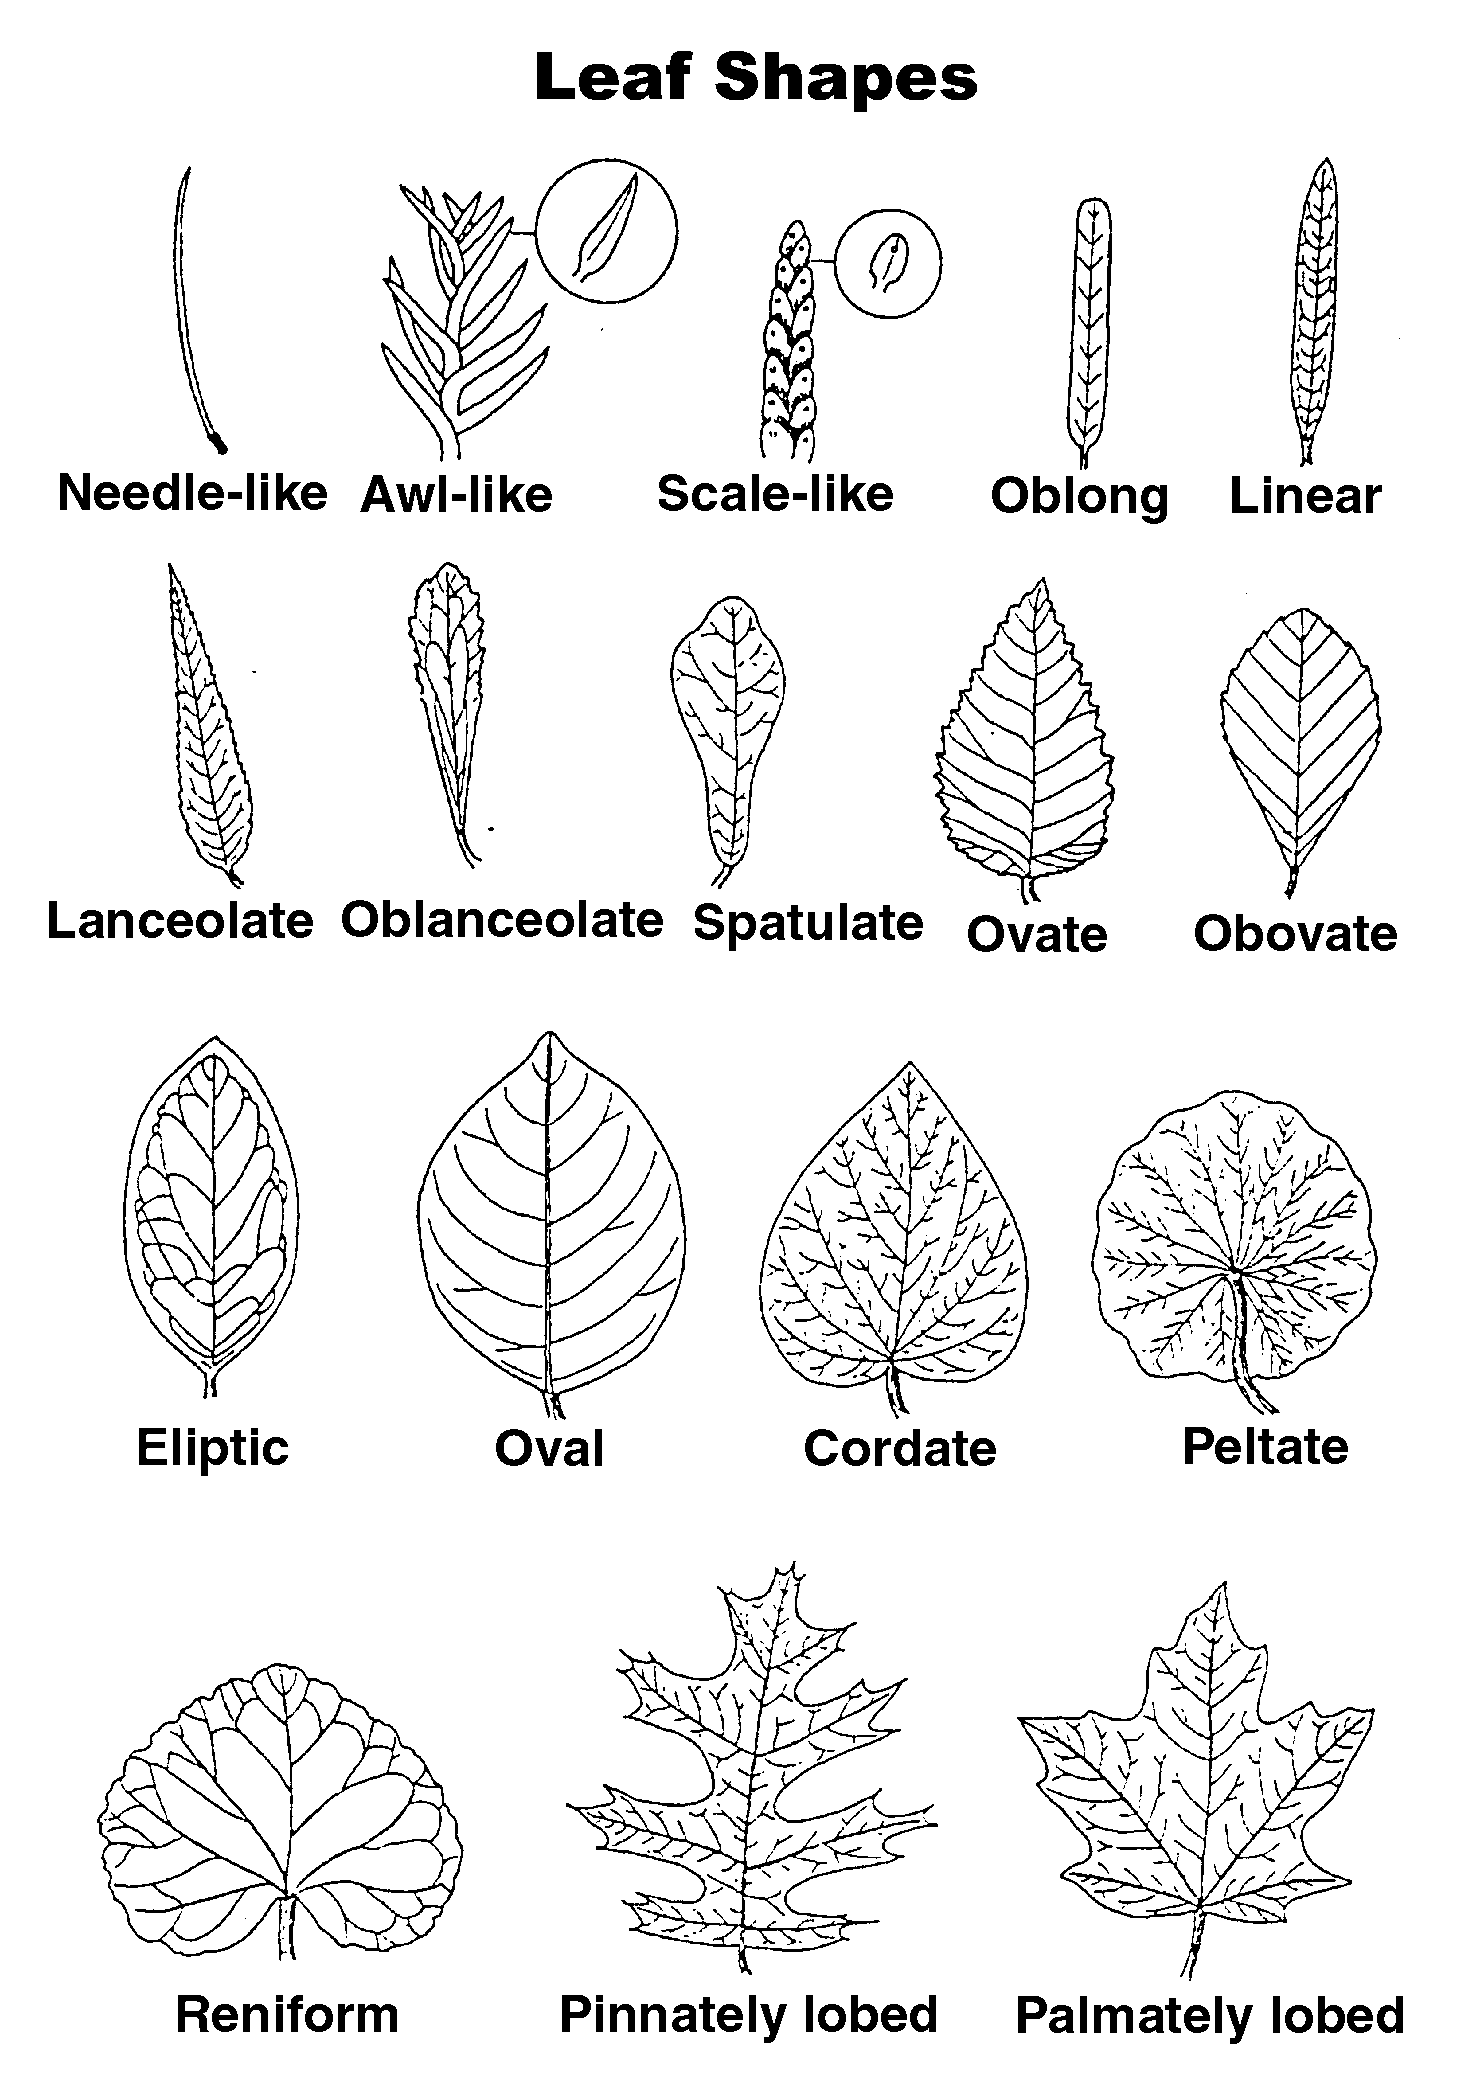 Leaf Shapes
Needle-like Awl-like Scale-like Oblong Linear
Lanceolate Oblanceolate Spatulate Ovate Obovate
Eliptic Oval Cordate Peltate
Reniform Pinnately lobed Palmately lobed